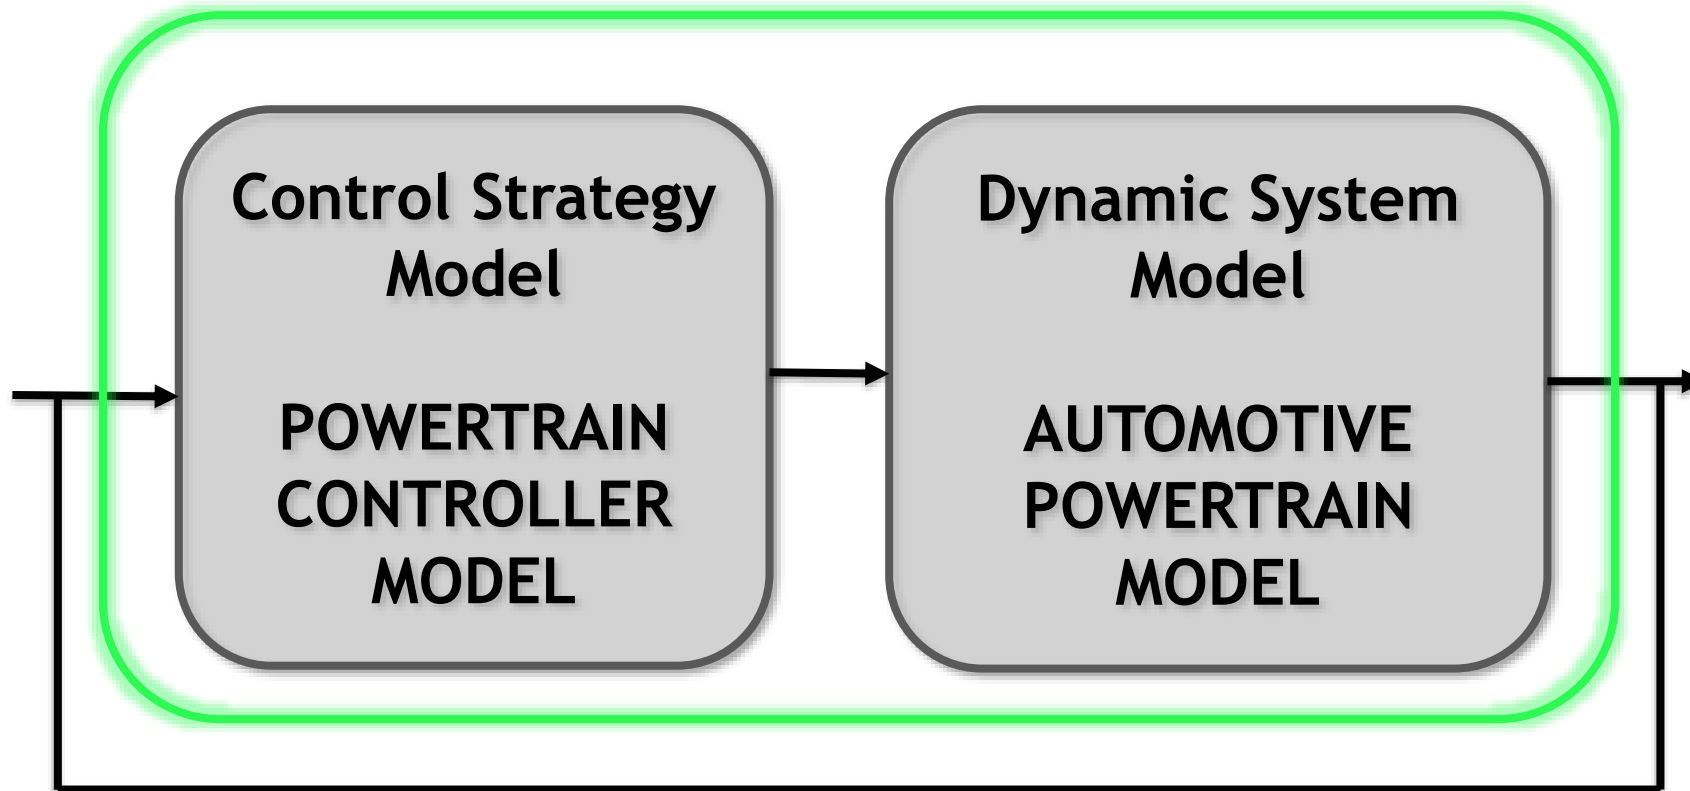 Control Strategy
Model
POWERTRAIN
CONTROLLER
MODEL
Dynamic System
Model
AUTOMOTIVE
POWERTRAIN
MODEL